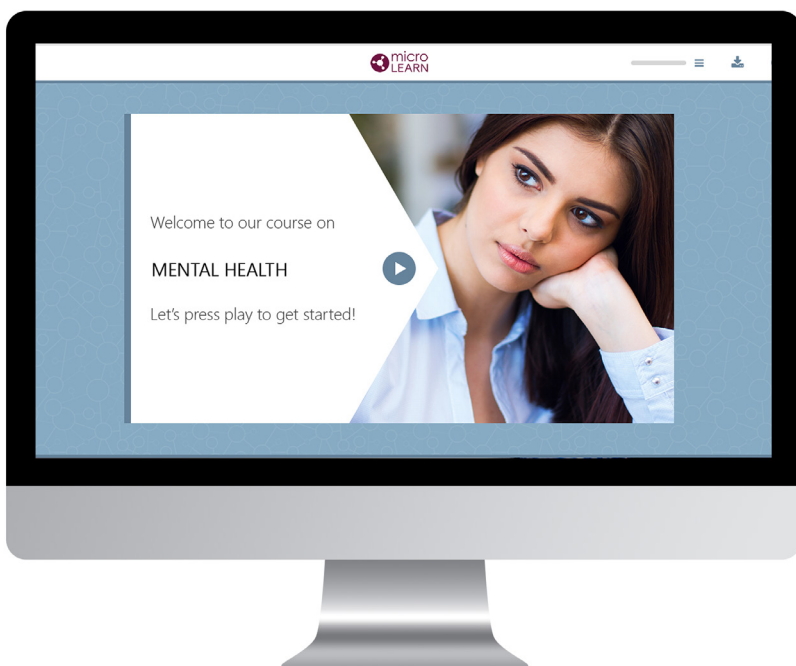 micro
LEARN
Welcome to our course on
MENTAL HEALTH
Let's press play to get started!